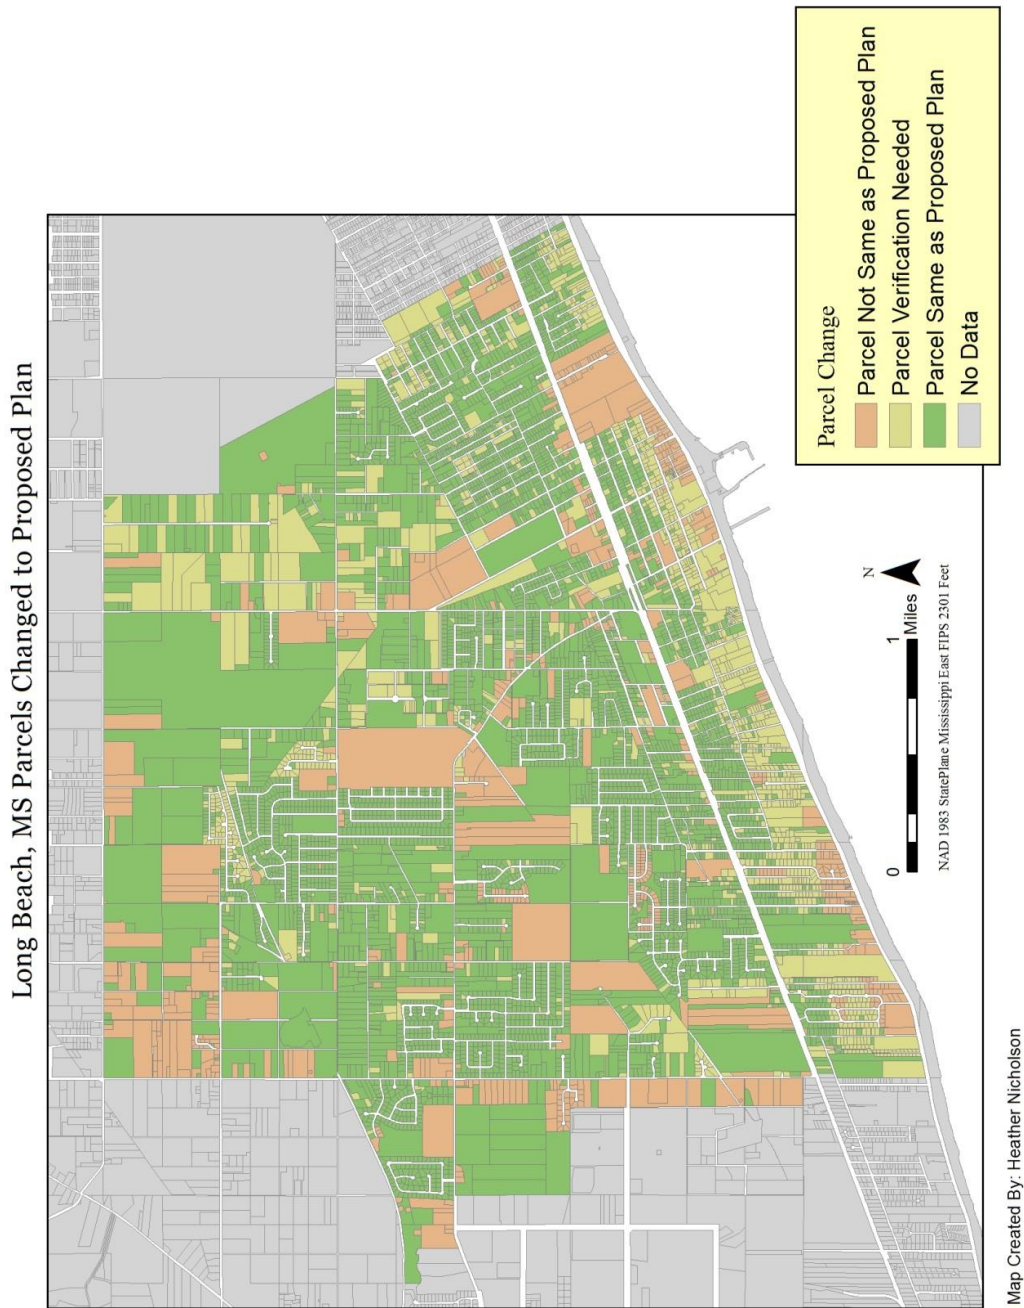 Long Beach, MS Parcels Changed to Proposed Plan
Parcel Change
Parcel Not Same as Proposed Plan
Parcel Verification Needed
Parcel Same as Proposed Plan
No Data
N
0
1
Miles
NAD 1983 StatePlane Mississippi East FIPS 2301 Feet
Map Created By: Heather Nicholson